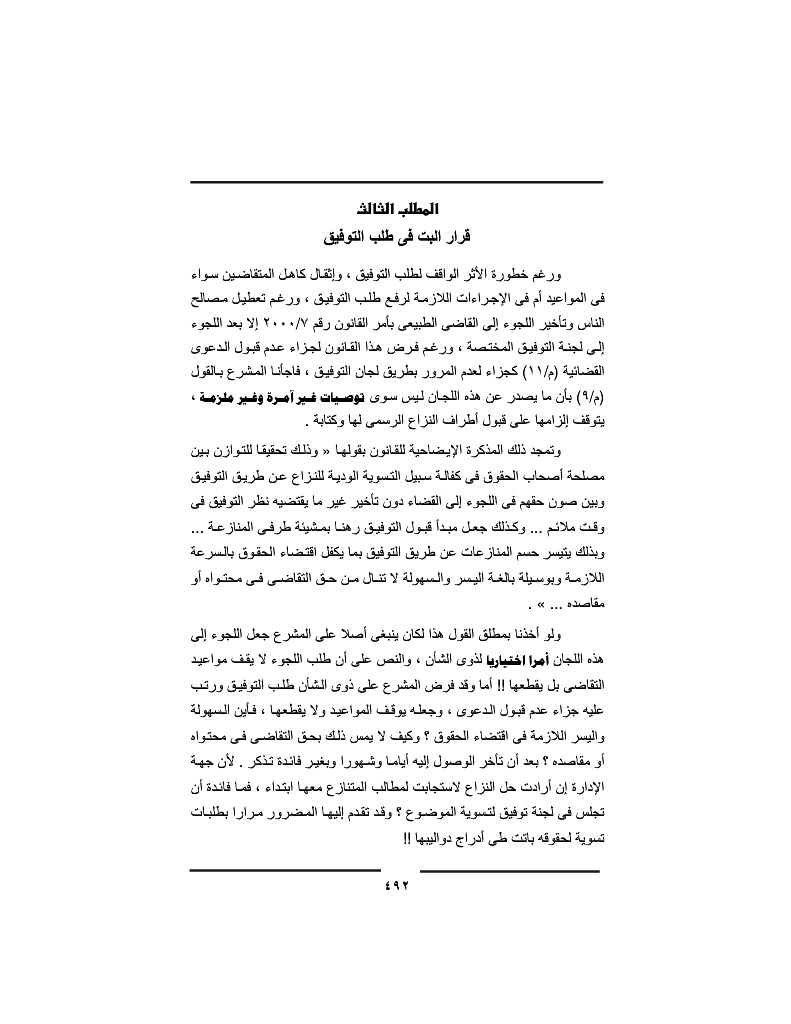 المطلب الثالث
قرار البت فى طلب التوفيق
ورغم خطورة الأثر الواقف لطلب التوفيق ، وإثقال كاهل المتقاضين سواء
فى المواعيد أم فى الإجراءات اللازمة لرفع طلب التوفيق ، ورغم تعطيل مصالح
الناس وتأخير اللجوء إلى القاضى الطبيعى بأمر القانون رقم ٢٠٠٠/٧ إلا بعد اللجوء
إلى لجنة التوفيق المختصة ، ورغم فرض هذا القانون لجزاء عدم قبول الدعوى
القضائية (م/١١) كجزاء لعدم المرور بطريق لجان التوفيق ، فاجأنا المشرع بالقول
(م/٩) بأن ما يصدر عن هذه اللجان ليس سوى توصيات غير آمرة وغير ملزمة ،
يتوقف إلزامها على قبول أطراف النزاع الرسمى لها وكتابة .
وتمجد ذلك المذكرة الإيضاحية للقانون بقولها « وذلك تحقيقا للتوازن بين
مصلحة أصحاب الحقوق فى كفالة سبيل التسوية الودية للنزاع عن طريق التوفيق
وبين صون حقهم فى اللجوء إلى القضاء دون تأخير غير ما يقتضيه نظر التوفيق فى
وقت ملائم ... وكذلك جعل مبدأ قبول التوفيق رهنا بمشيئة طرفى المنازعة ...
وبذلك يتيسر حسم المنازعات عن طريق التوفيق بما يكفل اقتضاء الحقوق بالسرعة
اللازمة وبوسيلة بالغة اليسر والسهولة لا تنال من حق التقاضى فى محتواه أو
مقاصده ... » .
ولو أخذنا بمطلق القول هذا لكان ينبغى أصلا على المشرع جعل اللجوء إلى
هذه اللجان أمرا اختياريا لذوى الشأن ، والنص على أن طلب اللجوء لا يقف مواعيد
التقاضى بل يقطعها !! أما وقد فرض المشرع على ذوى الشأن طلب التوفيق ورتب
عليه جزاء عدم قبول الدعوى ، وجعله يوقف المواعيد ولا يقطعها ، فأين السهولة
واليسر اللازمة فى اقتضاء الحقوق ؟ وكيف لا يمس ذلك بحق التقاضى فى محتواه
أو مقاصده ؟ بعد أن تأخر الوصول إليه أياما وشهورا وبغير فائدة تذكر . لأن جهة
الإدارة إن أرادت حل النزاع لاستجابت لمطالب المتنازع معها ابتداء ، فما فائدة أن
تجلس فى لجنة توفيق لتسوية الموضوع ؟ وقد تقدم إليها المضرور مرارا بطلبات
تسوية لحقوقه باتت طى أدراج دواليبها !!
٤٩٢